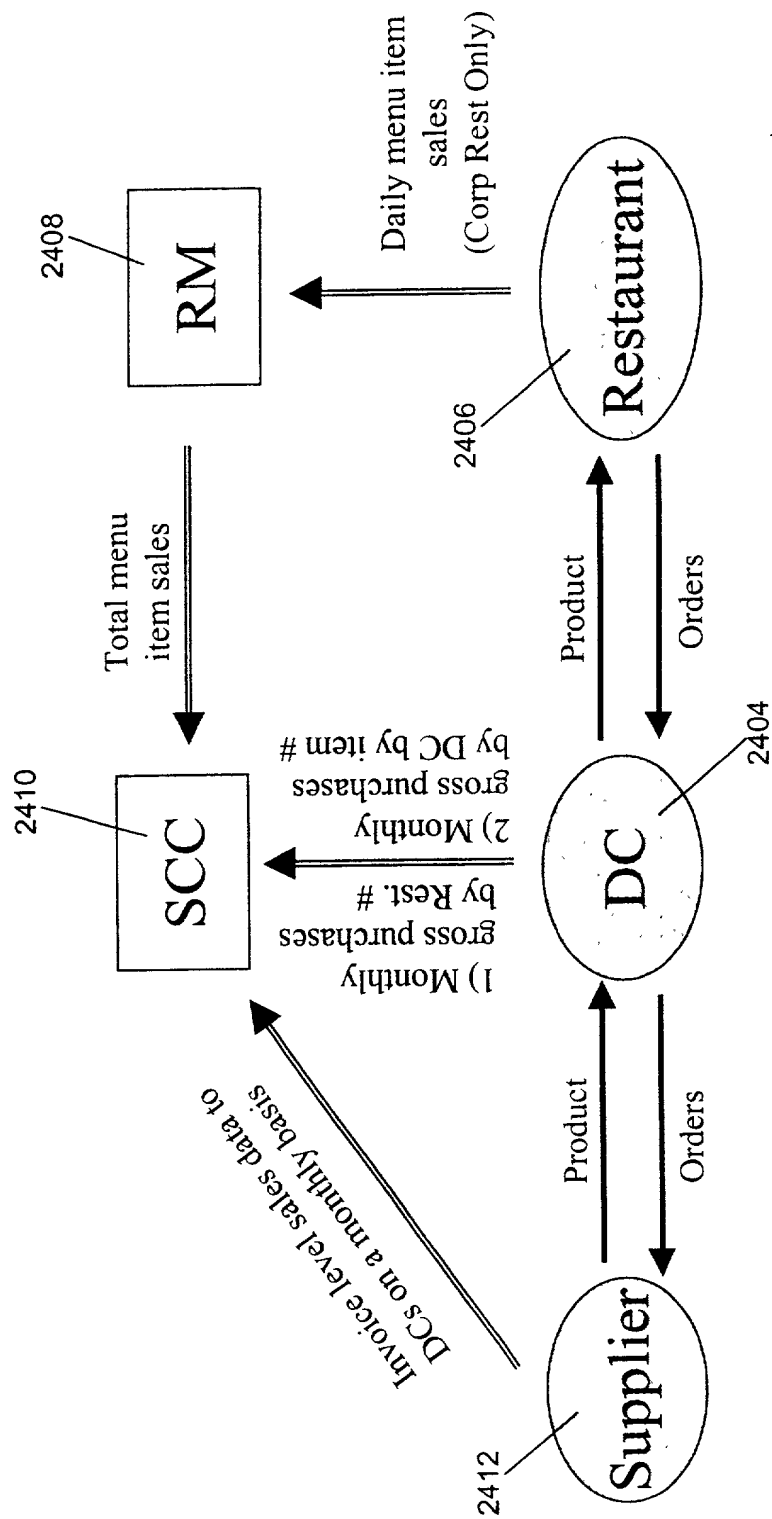 2410
SCC
Total menu
item sales
2408
RM
Invoice level sales data to
DCs on a monthly basis
1) Monthly
gross purchases
by Rest. #
2) Monthly
gross purchases
by DC by item #
Daily menu item
sales
(Corp Rest Only)
2412
Supplier
Product
Orders
DC
2404
Product
Orders
2406
Restaurant